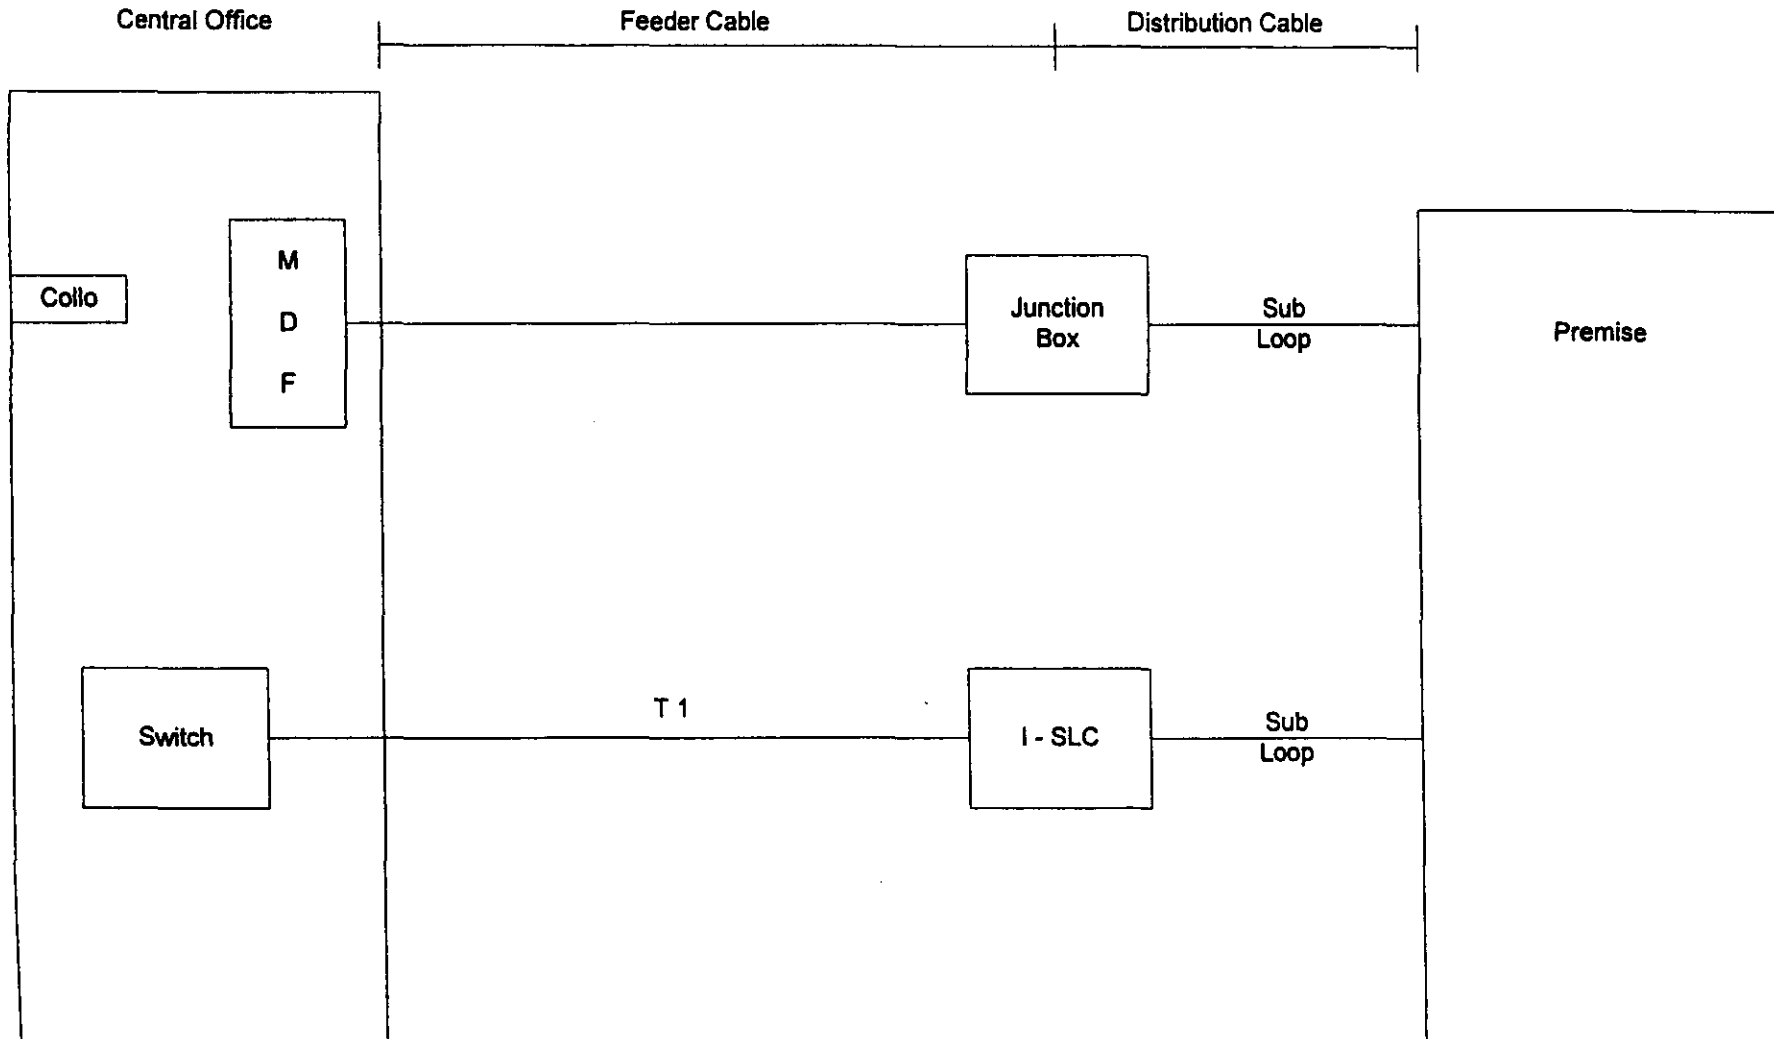 Central Office
Feeder Cable
Distribution Cable
M
D
F
Collo
Junction
Box
Sub
Loop
Premise
Switch
T 1
I - SLC
Sub
Loop